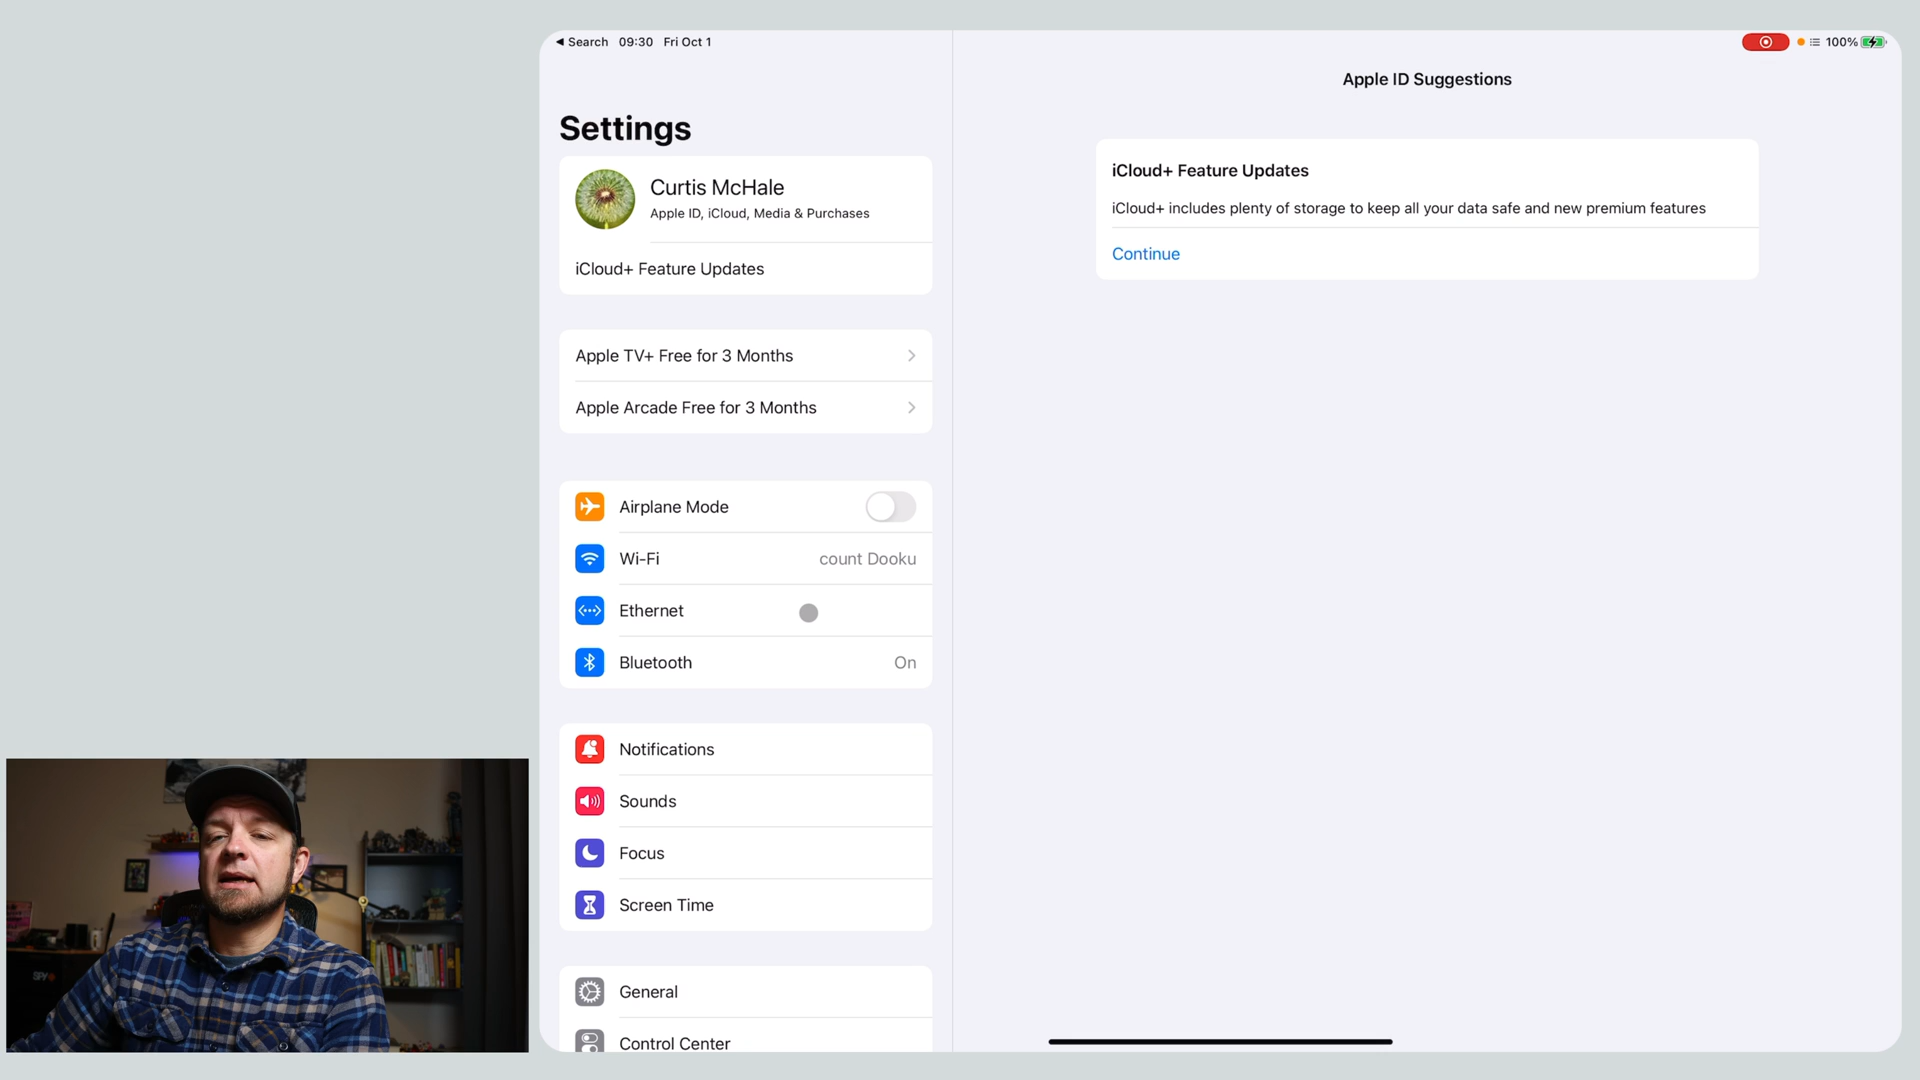 ◀ Search 09:30 Fri Oct 1
100%
Settings
Curtis McHale
Apple ID, iCloud, Media & Purchases
iCloud+ Feature Updates
Apple TV+ Free for 3 Months
Apple Arcade Free for 3 Months
Airplane Mode
Wi-Fi count Dooku
Ethernet
Bluetooth On
Notifications
Sounds
Focus
Screen Time
General
Control Center
Apple ID Suggestions
iCloud+ Feature Updates
iCloud+ includes plenty of storage to keep all your data safe and new premium features
Continue